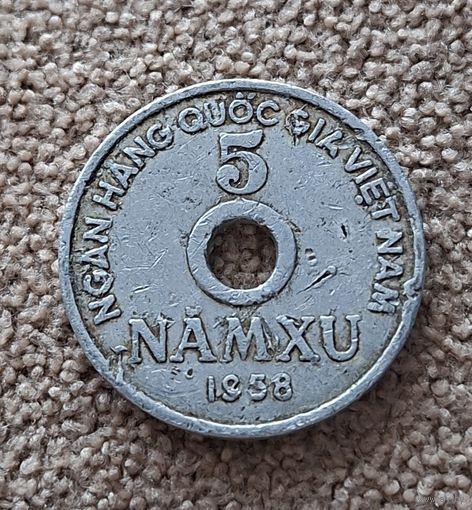 NGÂN HÀNG QUỐC GIA VIỆT NAM
5
NĂM XU
1958